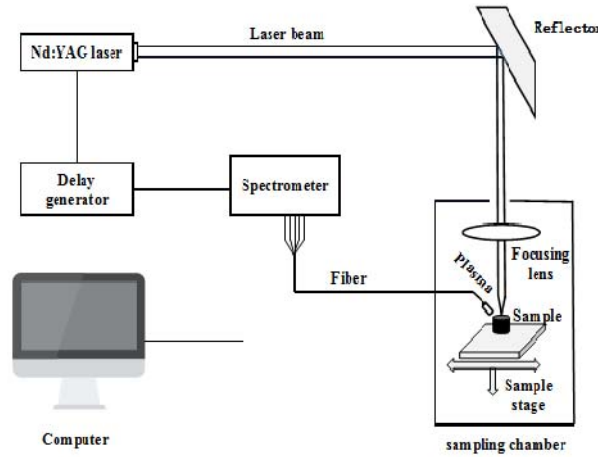 Laser beam
Reflector
Nd:YAG laser
Delay
generator
Spectrometer
Focusing
lens
Plasma
Fiber
Sample
Sample
stage
Computer
sampling chamber